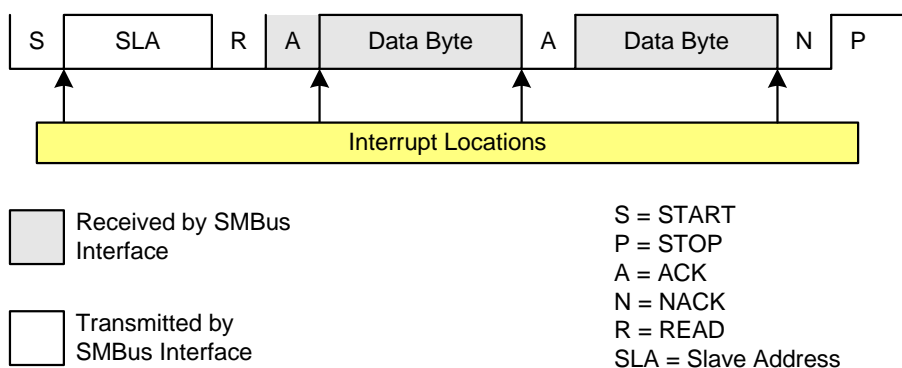 S SLA R A Data Byte A Data Byte N P
Interrupt Locations
Received by SMBus
Interface
Transmitted by
SMBus Interface
S = START
P = STOP
A = ACK
N = NACK
R = READ
SLA = Slave Address